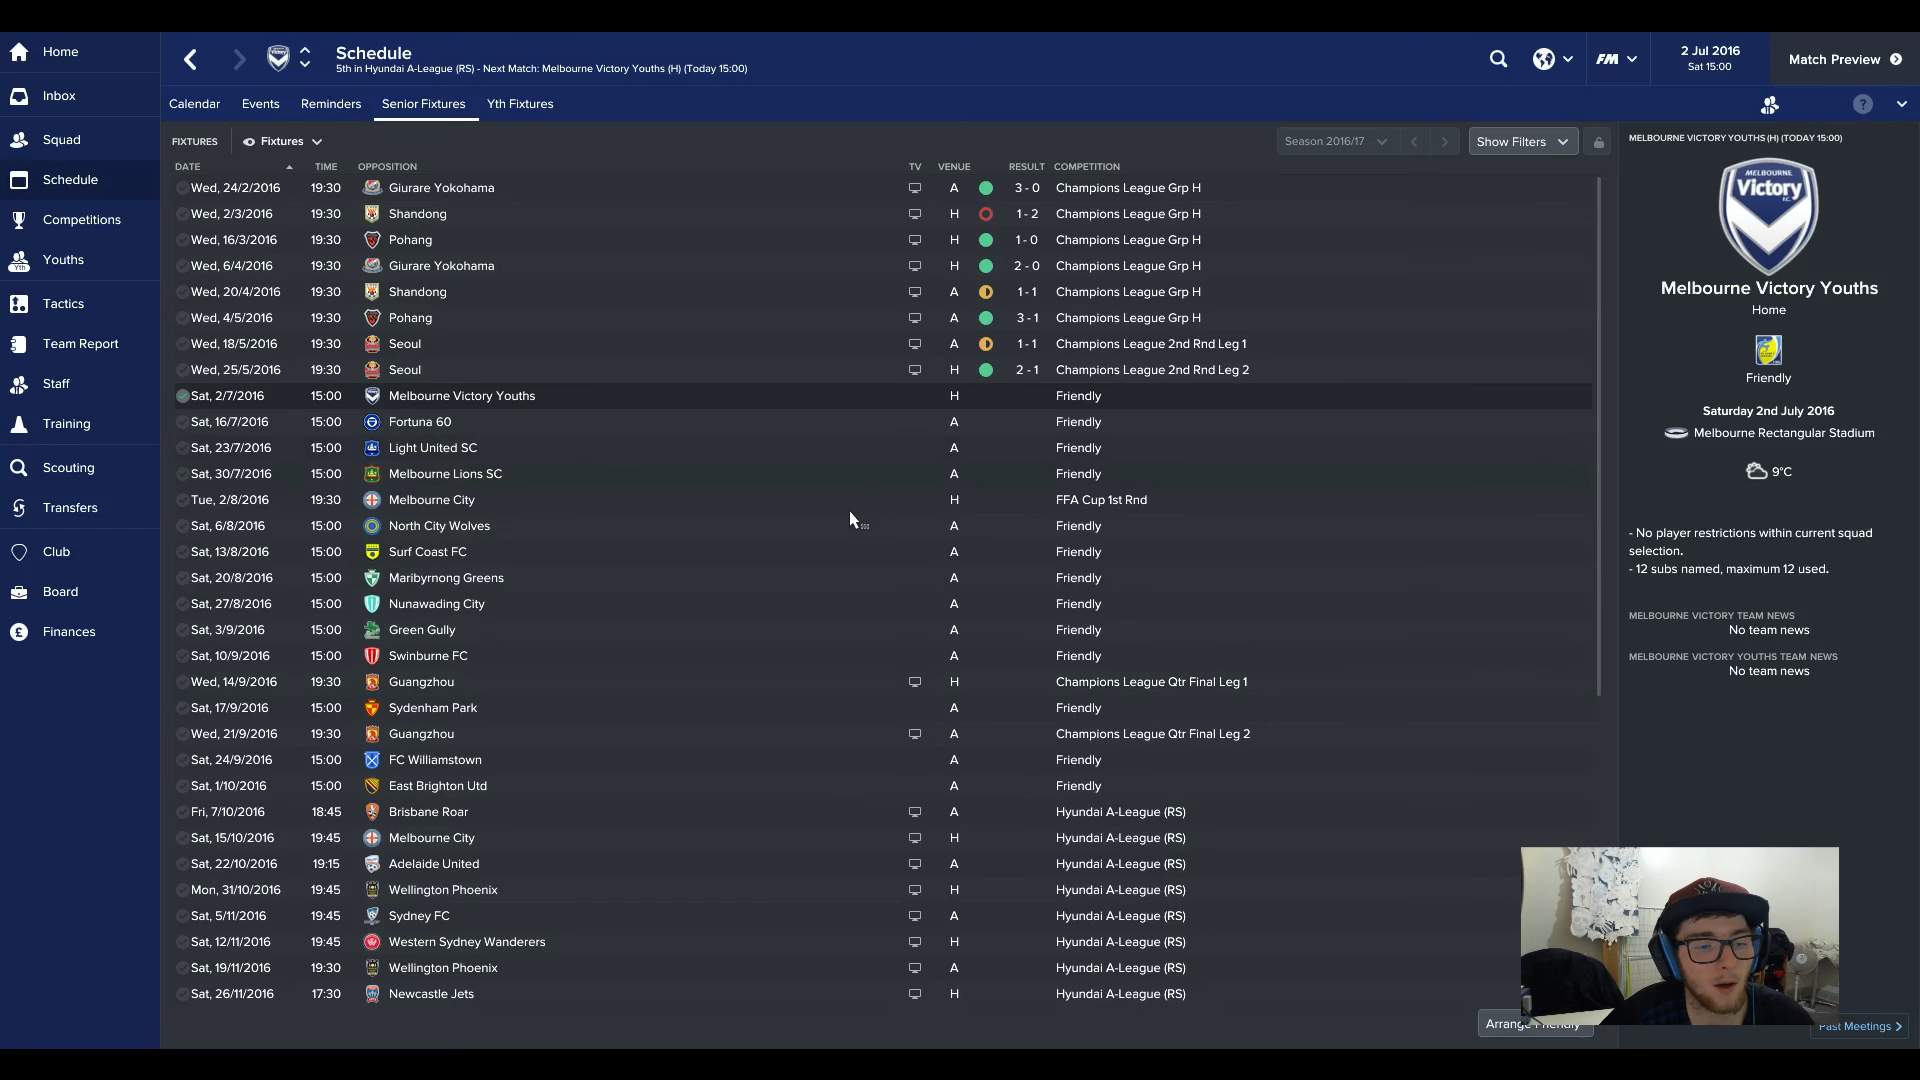 Home
Inbox
Squad
Schedule
Competitions
Youths
Tactics
Team Report
Staff
Training
Scouting
Transfers
Club
Board
Finances
Schedule
5th in Hyundai A-League (RS) - Next Match: Melbourne Victory Youths (H) (Today 15:00)
FM
2 Jul 2016
Sat 15:00
Match Preview
Calendar Events Reminders Senior Fixtures Yth Fixtures
FIXTURES Fixtures Season 2016/17 Show Filters
DATE TIME OPPOSITION TV VENUE RESULT COMPETITION
Wed, 24/2/2016 19:30 Giurare Yokohama A 3 - 0 Champions League Grp H
Wed, 2/3/2016 19:30 Shandong H 1 - 2 Champions League Grp H
Wed, 16/3/2016 19:30 Pohang H 1 - 0 Champions League Grp H
Wed, 6/4/2016 19:30 Giurare Yokohama H 2 - 0 Champions League Grp H
Wed, 20/4/2016 19:30 Shandong A 1 - 1 Champions League Grp H
Wed, 4/5/2016 19:30 Pohang A 3 - 1 Champions League Grp H
Wed, 18/5/2016 19:30 Seoul A 1 - 1 Champions League 2nd Rnd Leg 1
Wed, 25/5/2016 19:30 Seoul H 2 - 1 Champions League 2nd Rnd Leg 2
Sat, 2/7/2016 15:00 Melbourne Victory Youths H Friendly
Sat, 16/7/2016 15:00 Fortuna 60 A Friendly
Sat, 23/7/2016 15:00 Light United SC A Friendly
Sat, 30/7/2016 15:00 Melbourne Lions SC A Friendly
Tue, 2/8/2016 19:30 Melbourne City H FFA Cup 1st Rnd
Sat, 6/8/2016 15:00 North City Wolves A Friendly
Sat, 13/8/2016 15:00 Surf Coast FC A Friendly
Sat, 20/8/2016 15:00 Maribyrnong Greens A Friendly
Sat, 27/8/2016 15:00 Nunawading City A Friendly
Sat, 3/9/2016 15:00 Green Gully A Friendly
Sat, 10/9/2016 15:00 Swinburne FC A Friendly
Wed, 14/9/2016 19:30 Guangzhou H Champions League Qtr Final Leg 1
Sat, 17/9/2016 15:00 Sydenham Park A Friendly
Wed, 21/9/2016 19:30 Guangzhou A Champions League Qtr Final Leg 2
Sat, 24/9/2016 15:00 FC Williamstown A Friendly
Sat, 1/10/2016 15:00 East Brighton Utd A Friendly
Fri, 7/10/2016 18:45 Brisbane Roar A Hyundai A-League (RS)
Sat, 15/10/2016 19:45 Melbourne City H Hyundai A-League (RS)
Sat, 22/10/2016 19:15 Adelaide United A Hyundai A-League (RS)
Mon, 31/10/2016 19:45 Wellington Phoenix H Hyundai A-League (RS)
Sat, 5/11/2016 19:45 Sydney FC A Hyundai A-League (RS)
Sat, 12/11/2016 19:45 Western Sydney Wanderers H Hyundai A-League (RS)
Sat, 19/11/2016 19:30 Wellington Phoenix A Hyundai A-League (RS)
Sat, 26/11/2016 17:30 Newcastle Jets H Hyundai A-League (RS)
MELBOURNE VICTORY YOUTHS (H) (TODAY 15:00)
MELBOURNE
Victory
F.C.
Melbourne Victory Youths
Home
Friendly
Saturday 2nd July 2016
Melbourne Rectangular Stadium
9°C
- No player restrictions within current squad
selection.
- 12 subs named, maximum 12 used.
MELBOURNE VICTORY TEAM NEWS
No team news
MELBOURNE VICTORY YOUTHS TEAM NEWS
No team news
Arrange Friendly
Past Meetings